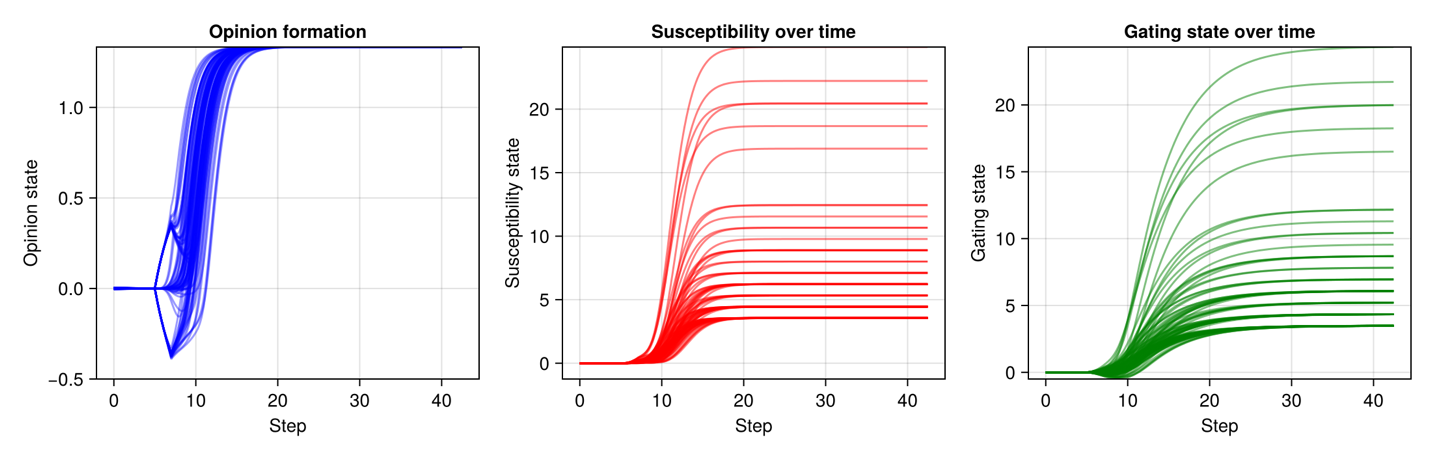 Opinion formation
Opinion state
1.0
0.5
0.0
−0.5
0 10 20 30 40
Step
Susceptibility over time
Susceptibility state
20
15
10
5
0
0 10 20 30 40
Step
Gating state over time
Gating state
20
15
10
5
0
0 10 20 30 40
Step